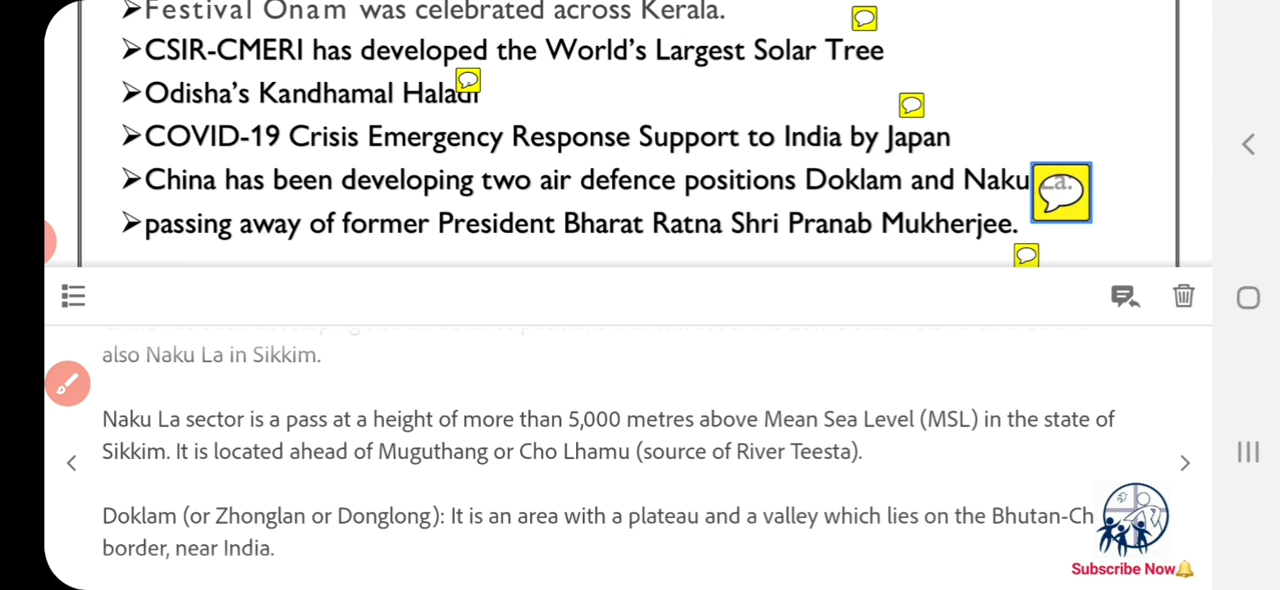 ➢Festival Onam was celebrated across Kerala.
➢CSIR-CMERI has developed the World's Largest Solar Tree
➢Odisha's Kandhamal Haladi
➢COVID-19 Crisis Emergency Response Support to India by Japan
➢China has been developing two air defence positions Doklam and Naku La.
➢passing away of former President Bharat Ratna Shri Pranab Mukherjee.
also Naku La in Sikkim.
Naku La sector is a pass at a height of more than 5,000 metres above Mean Sea Level (MSL) in the state of
Sikkim. It is located ahead of Muguthang or Cho Lhamu (source of River Teesta).
Doklam (or Zhonglan or Donglong): It is an area with a plateau and a valley which lies on the Bhutan-Ch
border, near India.
Subscribe Now